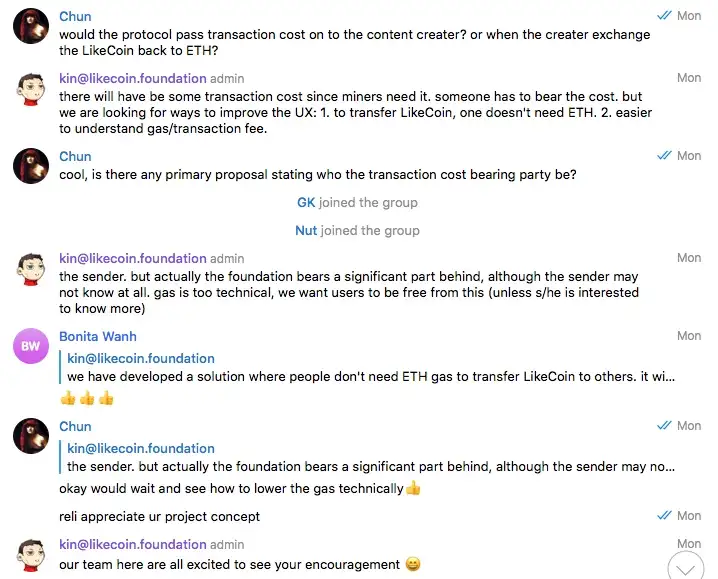 Chun
Mon
would the protocol pass transaction cost on to the content creater? or when the creater exchange
the LikeCoin back to ETH?
kin@likecoin.foundation admin
Mon
there will have be some transaction cost since miners need it. someone has to bear the cost. but
we are looking for ways to improve the UX: 1. to transfer LikeCoin, one doesn't need ETH. 2. easier
to understand gas/transaction fee.
Chun
Mon
cool, is there any primary proposal stating who the transaction cost bearing party be?
GK joined the group
Nut joined the group
kin@likecoin.foundation admin
Mon
the sender. but actually the foundation bears a significant part behind, although the sender may
not know at all. gas is too technical, we want users to be free from this (unless s/he is interested
to know more)
BW
Bonita Wanh
Mon
kin@likecoin.foundation
we have developed a solution where people don't need ETH gas to transfer LikeCoin to others. it wi...
👍👍👍
Chun
Mon
kin@likecoin.foundation
the sender. but actually the foundation bears a significant part behind, although the sender may no...
okay would wait and see how to lower the gas technically👍
reli appreciate ur project concept
Mon
kin@likecoin.foundation admin
Mon
our team here are all excited to see your encouragement 😄